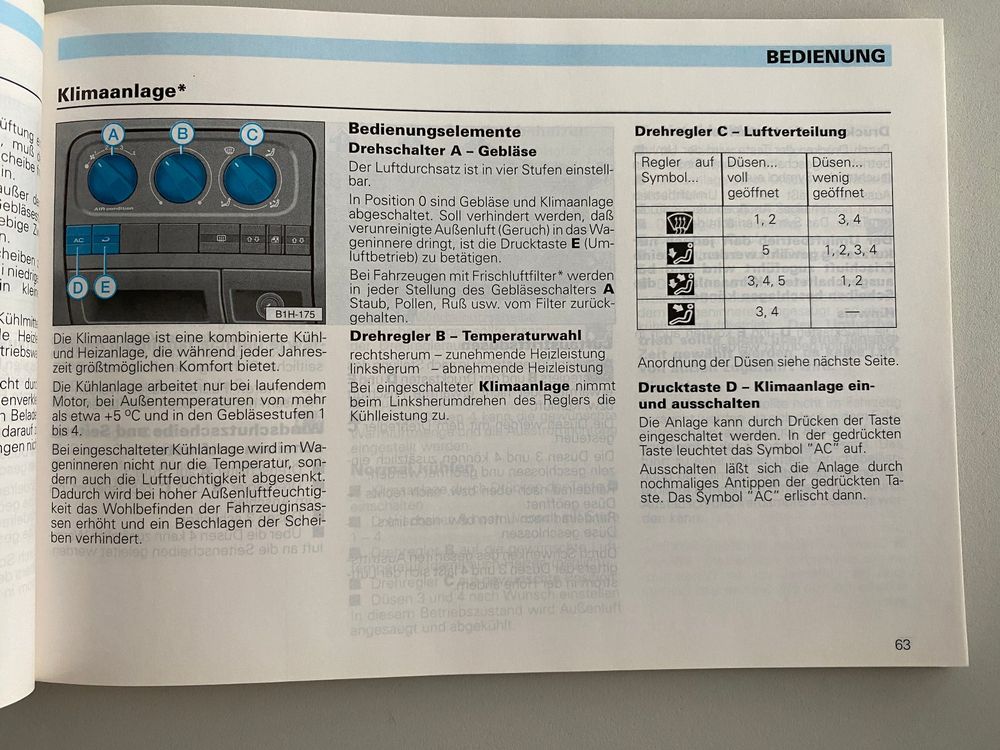 BEDIENUNG
Klimaanlage*
A
B
C
AIR condition
AC
D
E
B1H-175
Die Klimaanlage ist eine kombinierte Kühl-
und Heizanlage, die während jeder Jahres-
zeit größtmöglichen Komfort bietet.
Die Kühlanlage arbeitet nur bei laufendem
Motor, bei Außentemperaturen von mehr
als etwa +5 °C und in den Gebläsestufen 1
bis 4.
Bei eingeschalteter Kühlanlage wird im Wa-
geninneren nicht nur die Temperatur, son-
dern auch die Luftfeuchtigkeit abgesenkt.
Dadurch wird bei hoher Außenluftfeuchtig-
keit das Wohlbefinden der Fahrzeuginsas-
sen erhöht und ein Beschlagen der Schei-
ben verhindert.
Bedienungselemente
Drehschalter A – Gebläse
Der Luftdurchsatz ist in vier Stufen einstell-
bar.
In Position 0 sind Gebläse und Klimaanlage
abgeschaltet. Soll verhindert werden, daß
verunreinigte Außenluft (Geruch) in das Wa-
geninnere dringt, ist die Drucktaste E (Um-
luftbetrieb) zu betätigen.
Bei Fahrzeugen mit Frischluftfilter* werden
in jeder Stellung des Gebläseschalters A
Staub, Pollen, Ruß usw. vom Filter zurück-
gehalten.
Drehregler B – Temperaturwahl
rechtsherum – zunehmende Heizleistung
linksherum – abnehmende Heizleistung
Bei eingeschalteter Klimaanlage nimmt
beim Linksherumdrehen des Reglers die
Kühlleistung zu.
Drehregler C – Luftverteilung
Regler auf Symbol... Düsen... voll geöffnet Düsen... wenig geöffnet
1, 2 3, 4
5 1, 2, 3, 4
3, 4, 5 1, 2
3, 4 —
Anordnung der Düsen siehe nächste Seite.
Drucktaste D – Klimaanlage ein-
und ausschalten
Die Anlage kann durch Drücken der Taste
eingeschaltet werden. In der gedrückten
Taste leuchtet das Symbol "AC" auf.
Ausschalten läßt sich die Anlage durch
nochmaliges Antippen der gedrückten Ta-
ste. Das Symbol "AC" erlischt dann.
63